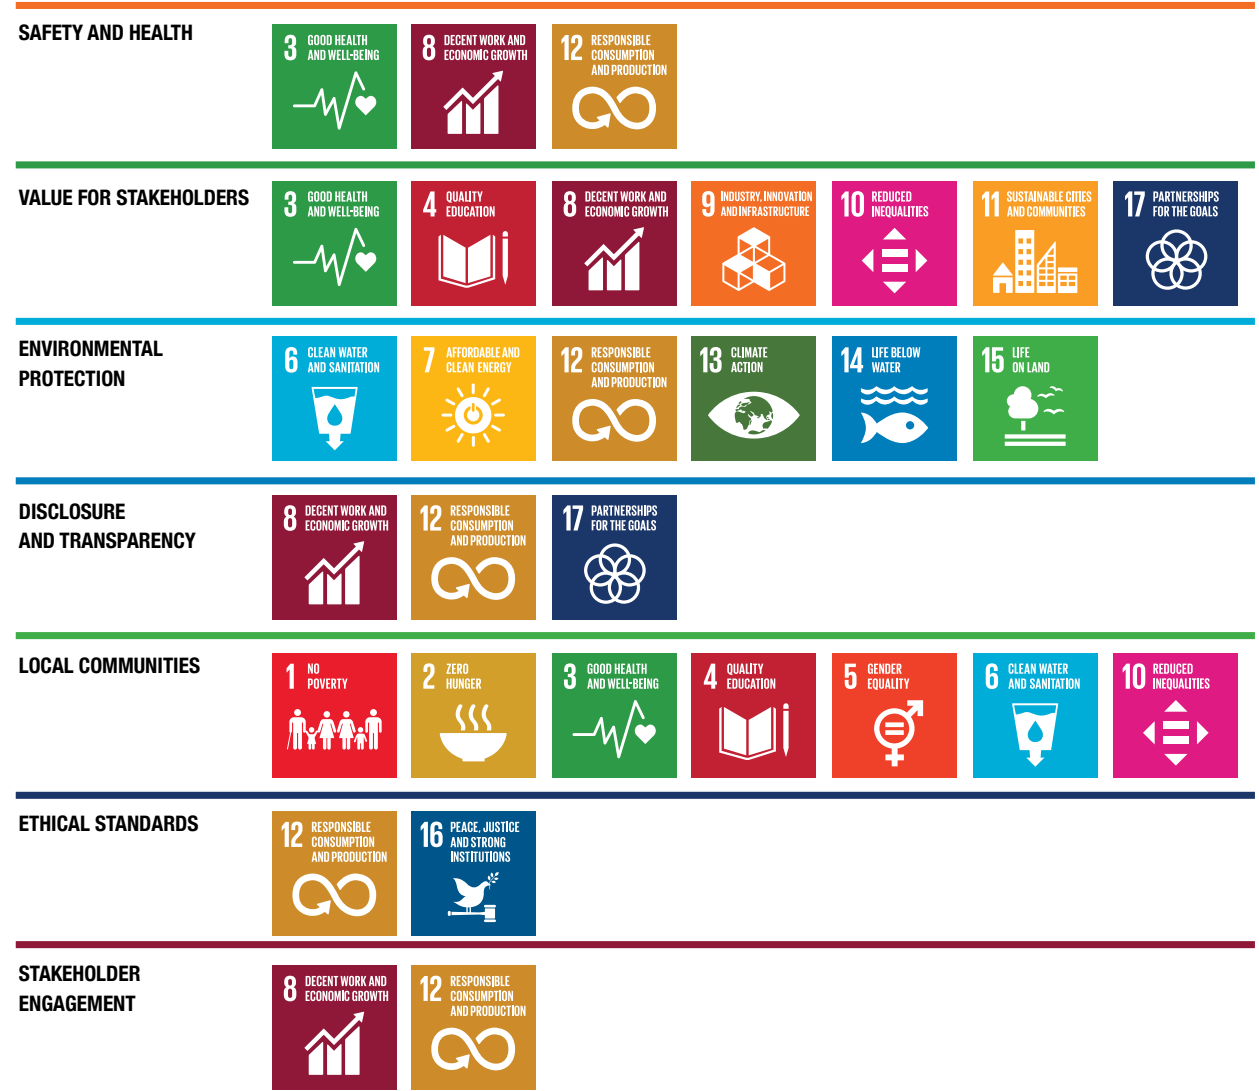 SAFETY AND HEALTH
3 GOOD HEALTH
AND WELL-BEING
8 DECENT WORK AND
ECONOMIC GROWTH
12 RESPONSIBLE
CONSUMPTION
AND PRODUCTION
VALUE FOR STAKEHOLDERS
3 GOOD HEALTH
AND WELL-BEING
4 QUALITY
EDUCATION
8 DECENT WORK AND
ECONOMIC GROWTH
9 INDUSTRY, INNOVATION
AND INFRASTRUCTURE
10 REDUCED
INEQUALITIES
11 SUSTAINABLE CITIES
AND COMMUNITIES
17 PARTNERSHIPS
FOR THE GOALS
ENVIRONMENTAL
PROTECTION
6 CLEAN WATER
AND SANITATION
7 AFFORDABLE AND
CLEAN ENERGY
12 RESPONSIBLE
CONSUMPTION
AND PRODUCTION
13 CLIMATE
ACTION
14 LIFE BELOW
WATER
15 LIFE
ON LAND
DISCLOSURE
AND TRANSPARENCY
8 DECENT WORK AND
ECONOMIC GROWTH
12 RESPONSIBLE
CONSUMPTION
AND PRODUCTION
17 PARTNERSHIPS
FOR THE GOALS
LOCAL COMMUNITIES
1 NO
POVERTY
2 ZERO
HUNGER
3 GOOD HEALTH
AND WELL-BEING
4 QUALITY
EDUCATION
5 GENDER
EQUALITY
6 CLEAN WATER
AND SANITATION
10 REDUCED
INEQUALITIES
ETHICAL STANDARDS
12 RESPONSIBLE
CONSUMPTION
AND PRODUCTION
16 PEACE, JUSTICE
AND STRONG
INSTITUTIONS
STAKEHOLDER
ENGAGEMENT
8 DECENT WORK AND
ECONOMIC GROWTH
12 RESPONSIBLE
CONSUMPTION
AND PRODUCTION